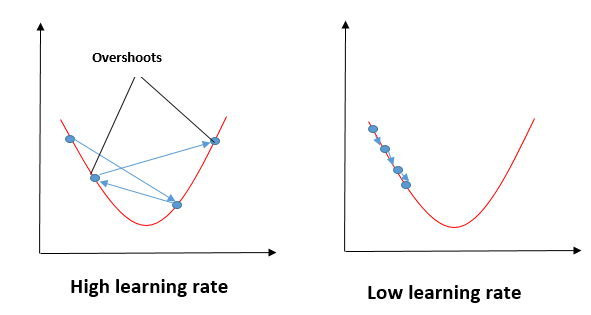 Overshoots
High learning rate
Low learning rate